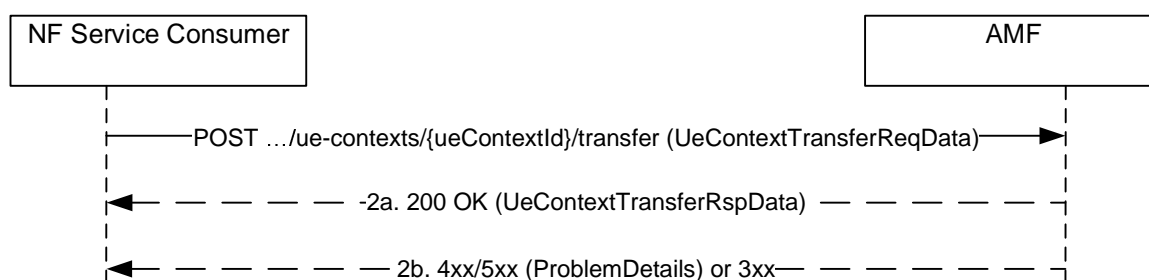 NF Service Consumer
AMF
POST …/ue-contexts/{ueContextId}/transfer (UeContextTransferReqData)
-2a. 200 OK (UeContextTransferRspData)
2b. 4xx/5xx (ProblemDetails) or 3xx